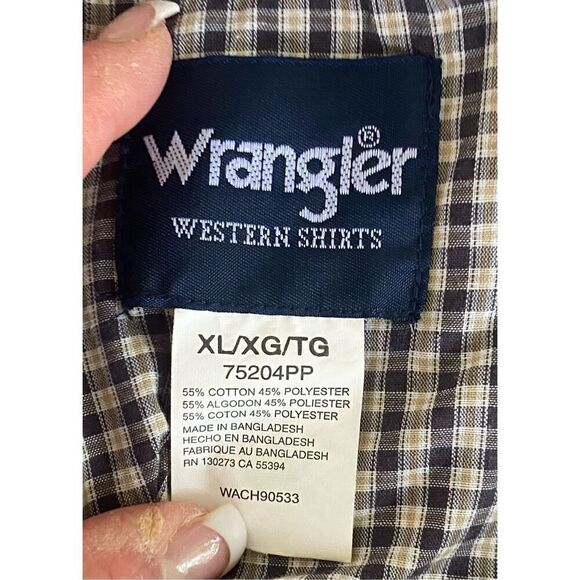 Wrangler®
WESTERN SHIRTS
XL/XG/TG
75204PP
55% COTTON 45% POLYESTER
55% ALGODON 45% POLIESTER
55% COTON 45% POLYESTER
MADE IN BANGLADESH
HECHO EN BANGLADESH
FABRIQUE AU BANGLADESH
RN 130273 CA 55394
WACH90533